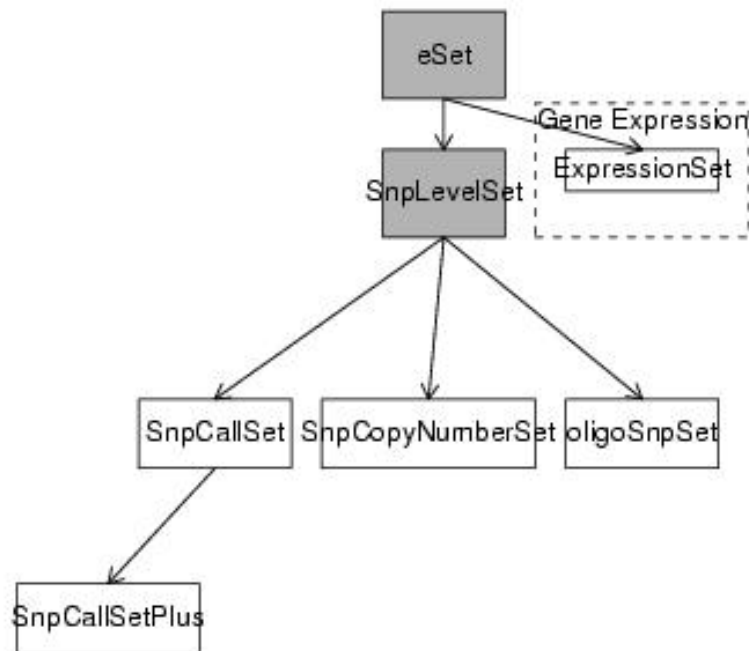 eSet
Gene Expression
ExpressionSet
SnpLevelSet
SnpCallSet
SnpCopyNumberSet
oligoSnpSet
SnpCallSetPlus